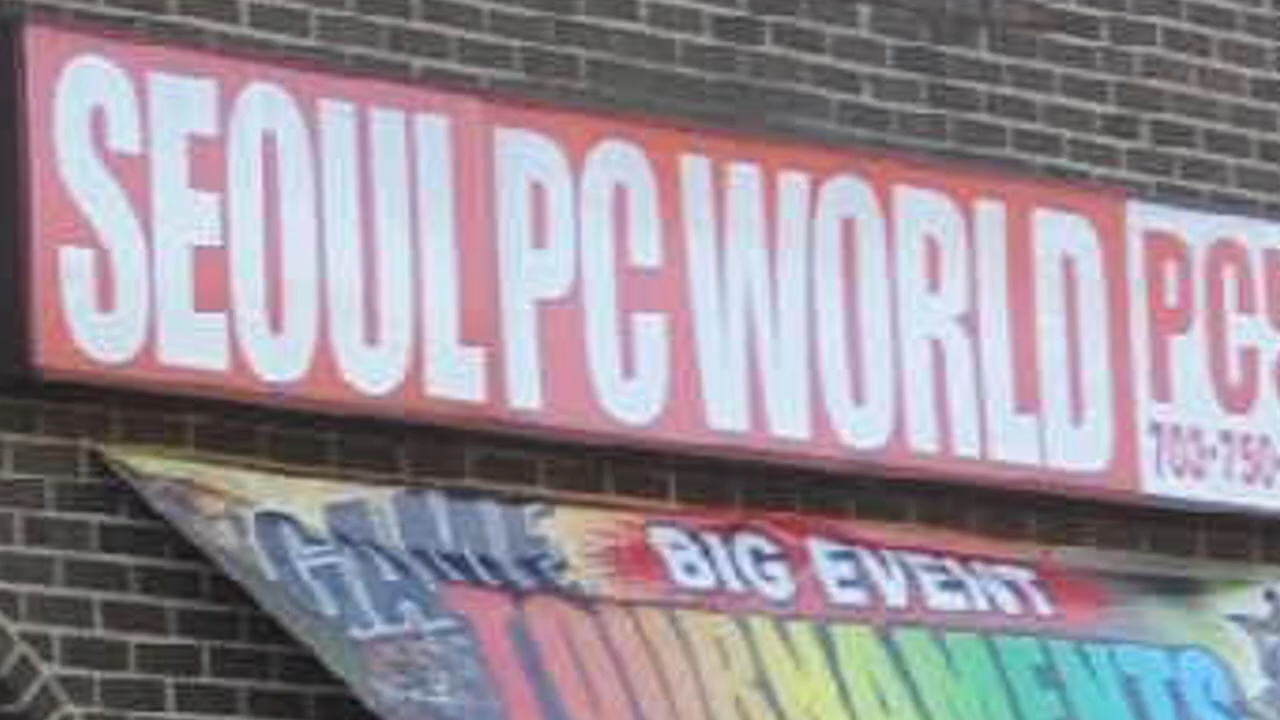 SEOUL PC WORLD
PC
703-750
GAME
BIG EVENT
TOURNAMENTS